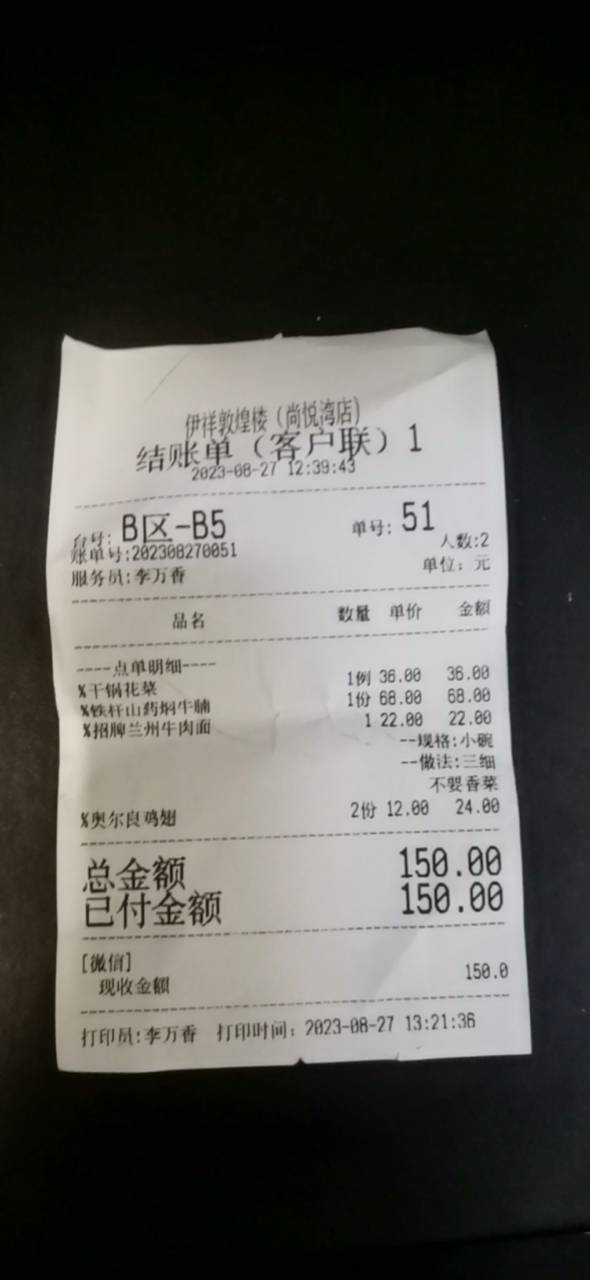 伊祥敦煌楼（尚悦湾店）
结账单（客户联）1
2023-08-27 12:39:43
台号: B区-B5 单号: 51
账单号:202308270051 人数:2
服务员:李万香 单位: 元
品名 数量 单价 金额
----点单明细----
%干锅花菜 1例 36.00 36.00
%铁杆山药焖牛腩 1份 68.00 68.00
%招牌兰州牛肉面 1 22.00 22.00
--规格:小碗
--做法:三细
不要香菜
%奥尔良鸡翅 2份 12.00 24.00
总金额 150.00
已付金额 150.00
[微信]
现收金额 150.0
打印员:李万香 打印时间: 2023-08-27 13:21:36